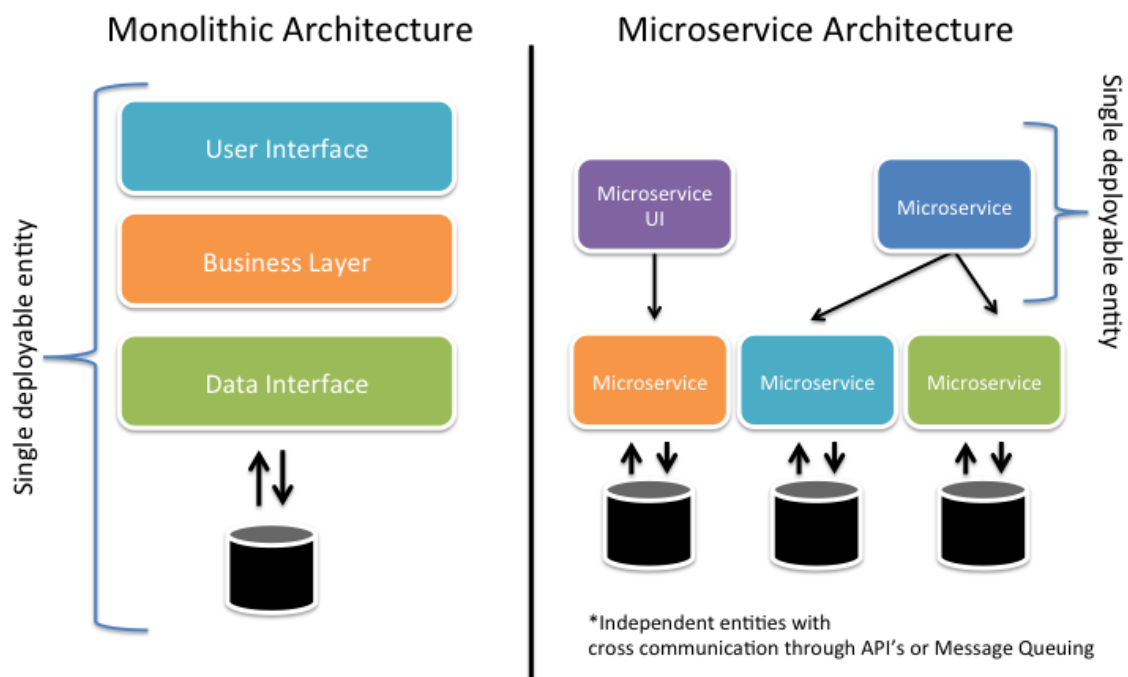 Monolithic Architecture
Single deployable entity
User Interface
Business Layer
Data Interface
Microservice Architecture
Single deployable entity
Microservice
UI
Microservice
Microservice
Microservice
Microservice
*Independent entities with
cross communication through API's or Message Queuing